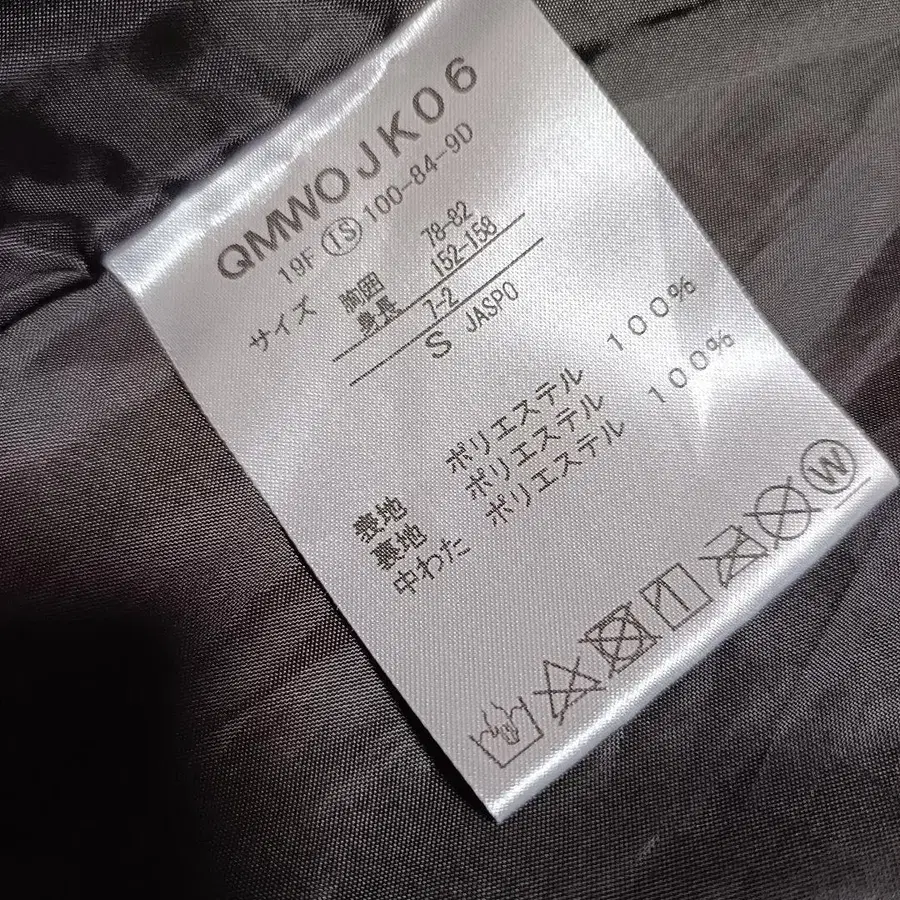 QMWOJK06
19F TS 100-84-9D
サイズ 胸囲 78-82
身長 152-158
7-2
S JASPO
表地 ポリエステル 100%
裏地 ポリエステル 100%
中わた ポリエステル
W